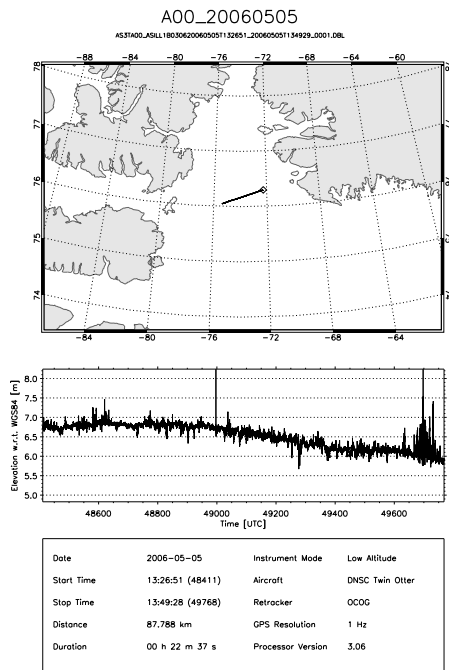 A00_20060505
AS3TA00_ASILL1B030620060505T132651_20060505T134929_0001.DBL
-88 -84 -80 -76 -72 -68 -64 -60
78
77
76
75
74
-84 -80 -76 -72 -68 -64
Elevation w.r.t. WGS84 [m]
8.0
7.5
7.0
6.5
6.0
5.5
5.0
48600 48800 49000 49200 49400 49600
Time [UTC]
Date 2006-05-05 Instrument Mode Low Altitude
Start Time 13:26:51 (48411) Aircraft DNSC Twin Otter
Stop Time 13:49:28 (49768) Retracker OCOG
Distance 87.788 km GPS Resolution 1 Hz
Duration 00 h 22 m 37 s Processor Version 3.06